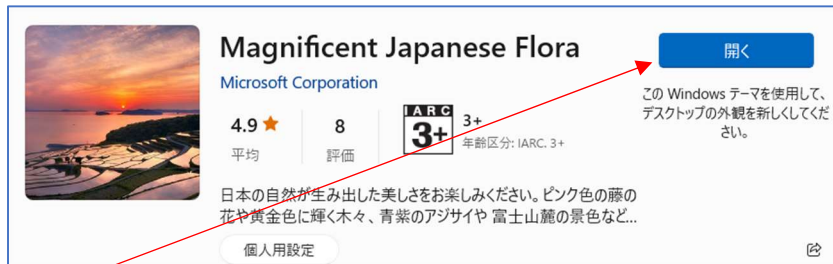 Magnificent Japanese Flora
Microsoft Corporation
4.9
平均
8
評価
IARC
3+
3+
年齢区分: IARC. 3+
日本の自然が生み出した美しさをお楽しみください。ピンク色の藤の
花や黄金色に輝く木々、青紫のアジサイや 富士山麓の景色など...
個人用設定
開く
この Windows テーマを使用して、
デスクトップの外観を新しくしてくだ
さい。